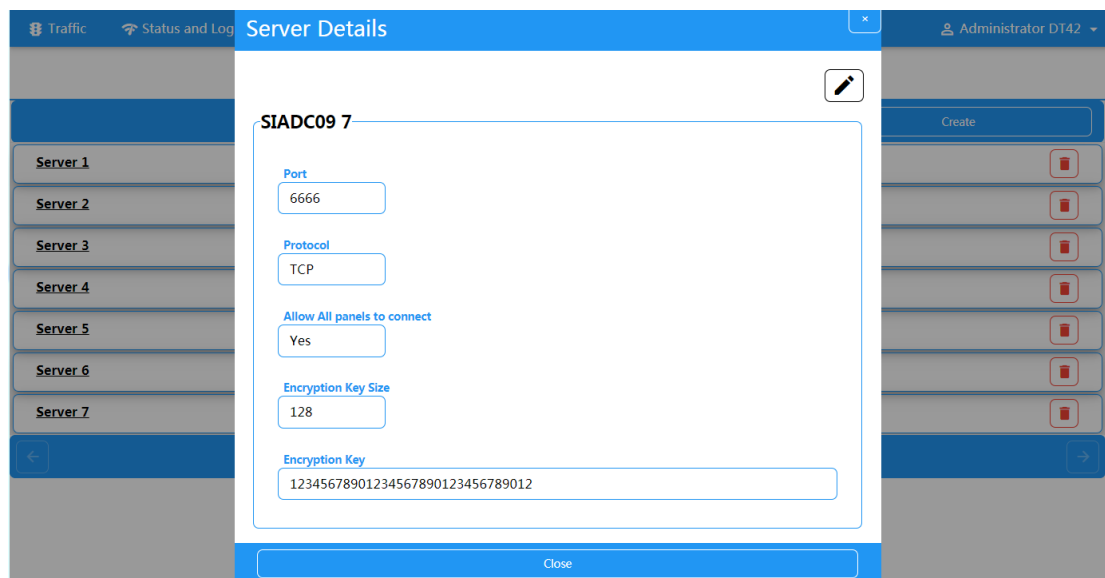 Traffic
Status and Log
Server Details
×
Administrator DT42
Create
SIADC09 7
Server 1
Port
6666
Server 2
Protocol
TCP
Server 3
Server 4
Allow All panels to connect
Yes
Server 5
Server 6
Encryption Key Size
128
Server 7
Encryption Key
12345678901234567890123456789012
Close